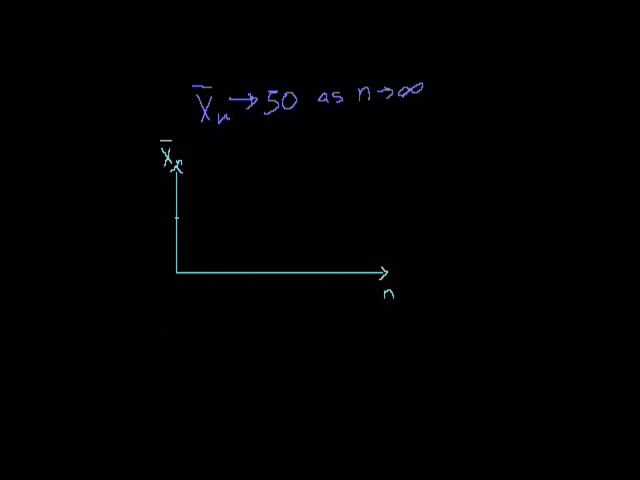 X̄ₙ → 50 as n → ∞
X̄ₙ
n